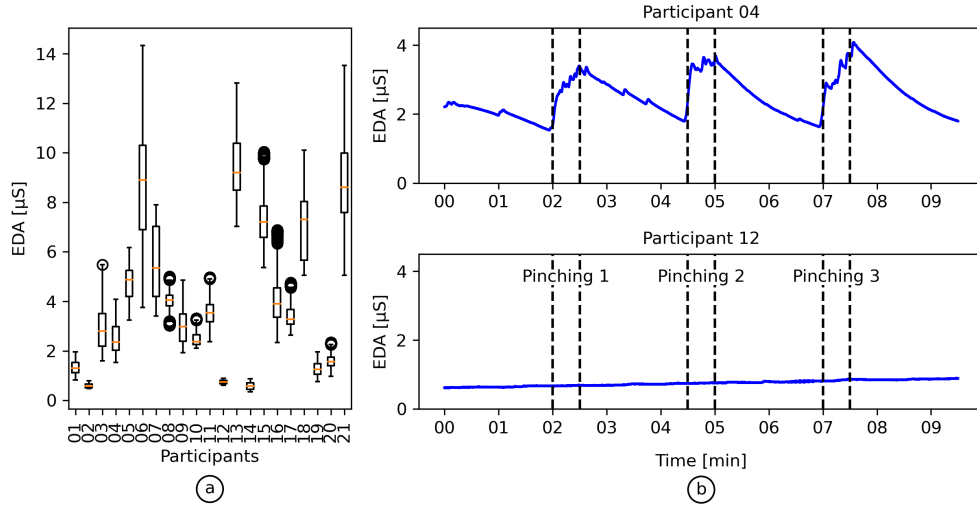 EDA [µS]
14
12
10
8
6
4
2
0
01 02 03 04 05 06 07 08 09 10 11 12 13 14 15 16 17 18 19 20 21
Participants
a
Participant 04
EDA [µS]
4
2
0
00 01 02 03 04 05 06 07 08 09
Participant 12
EDA [µS]
4
2
0
Pinching 1 Pinching 2 Pinching 3
00 01 02 03 04 05 06 07 08 09
Time [min]
b